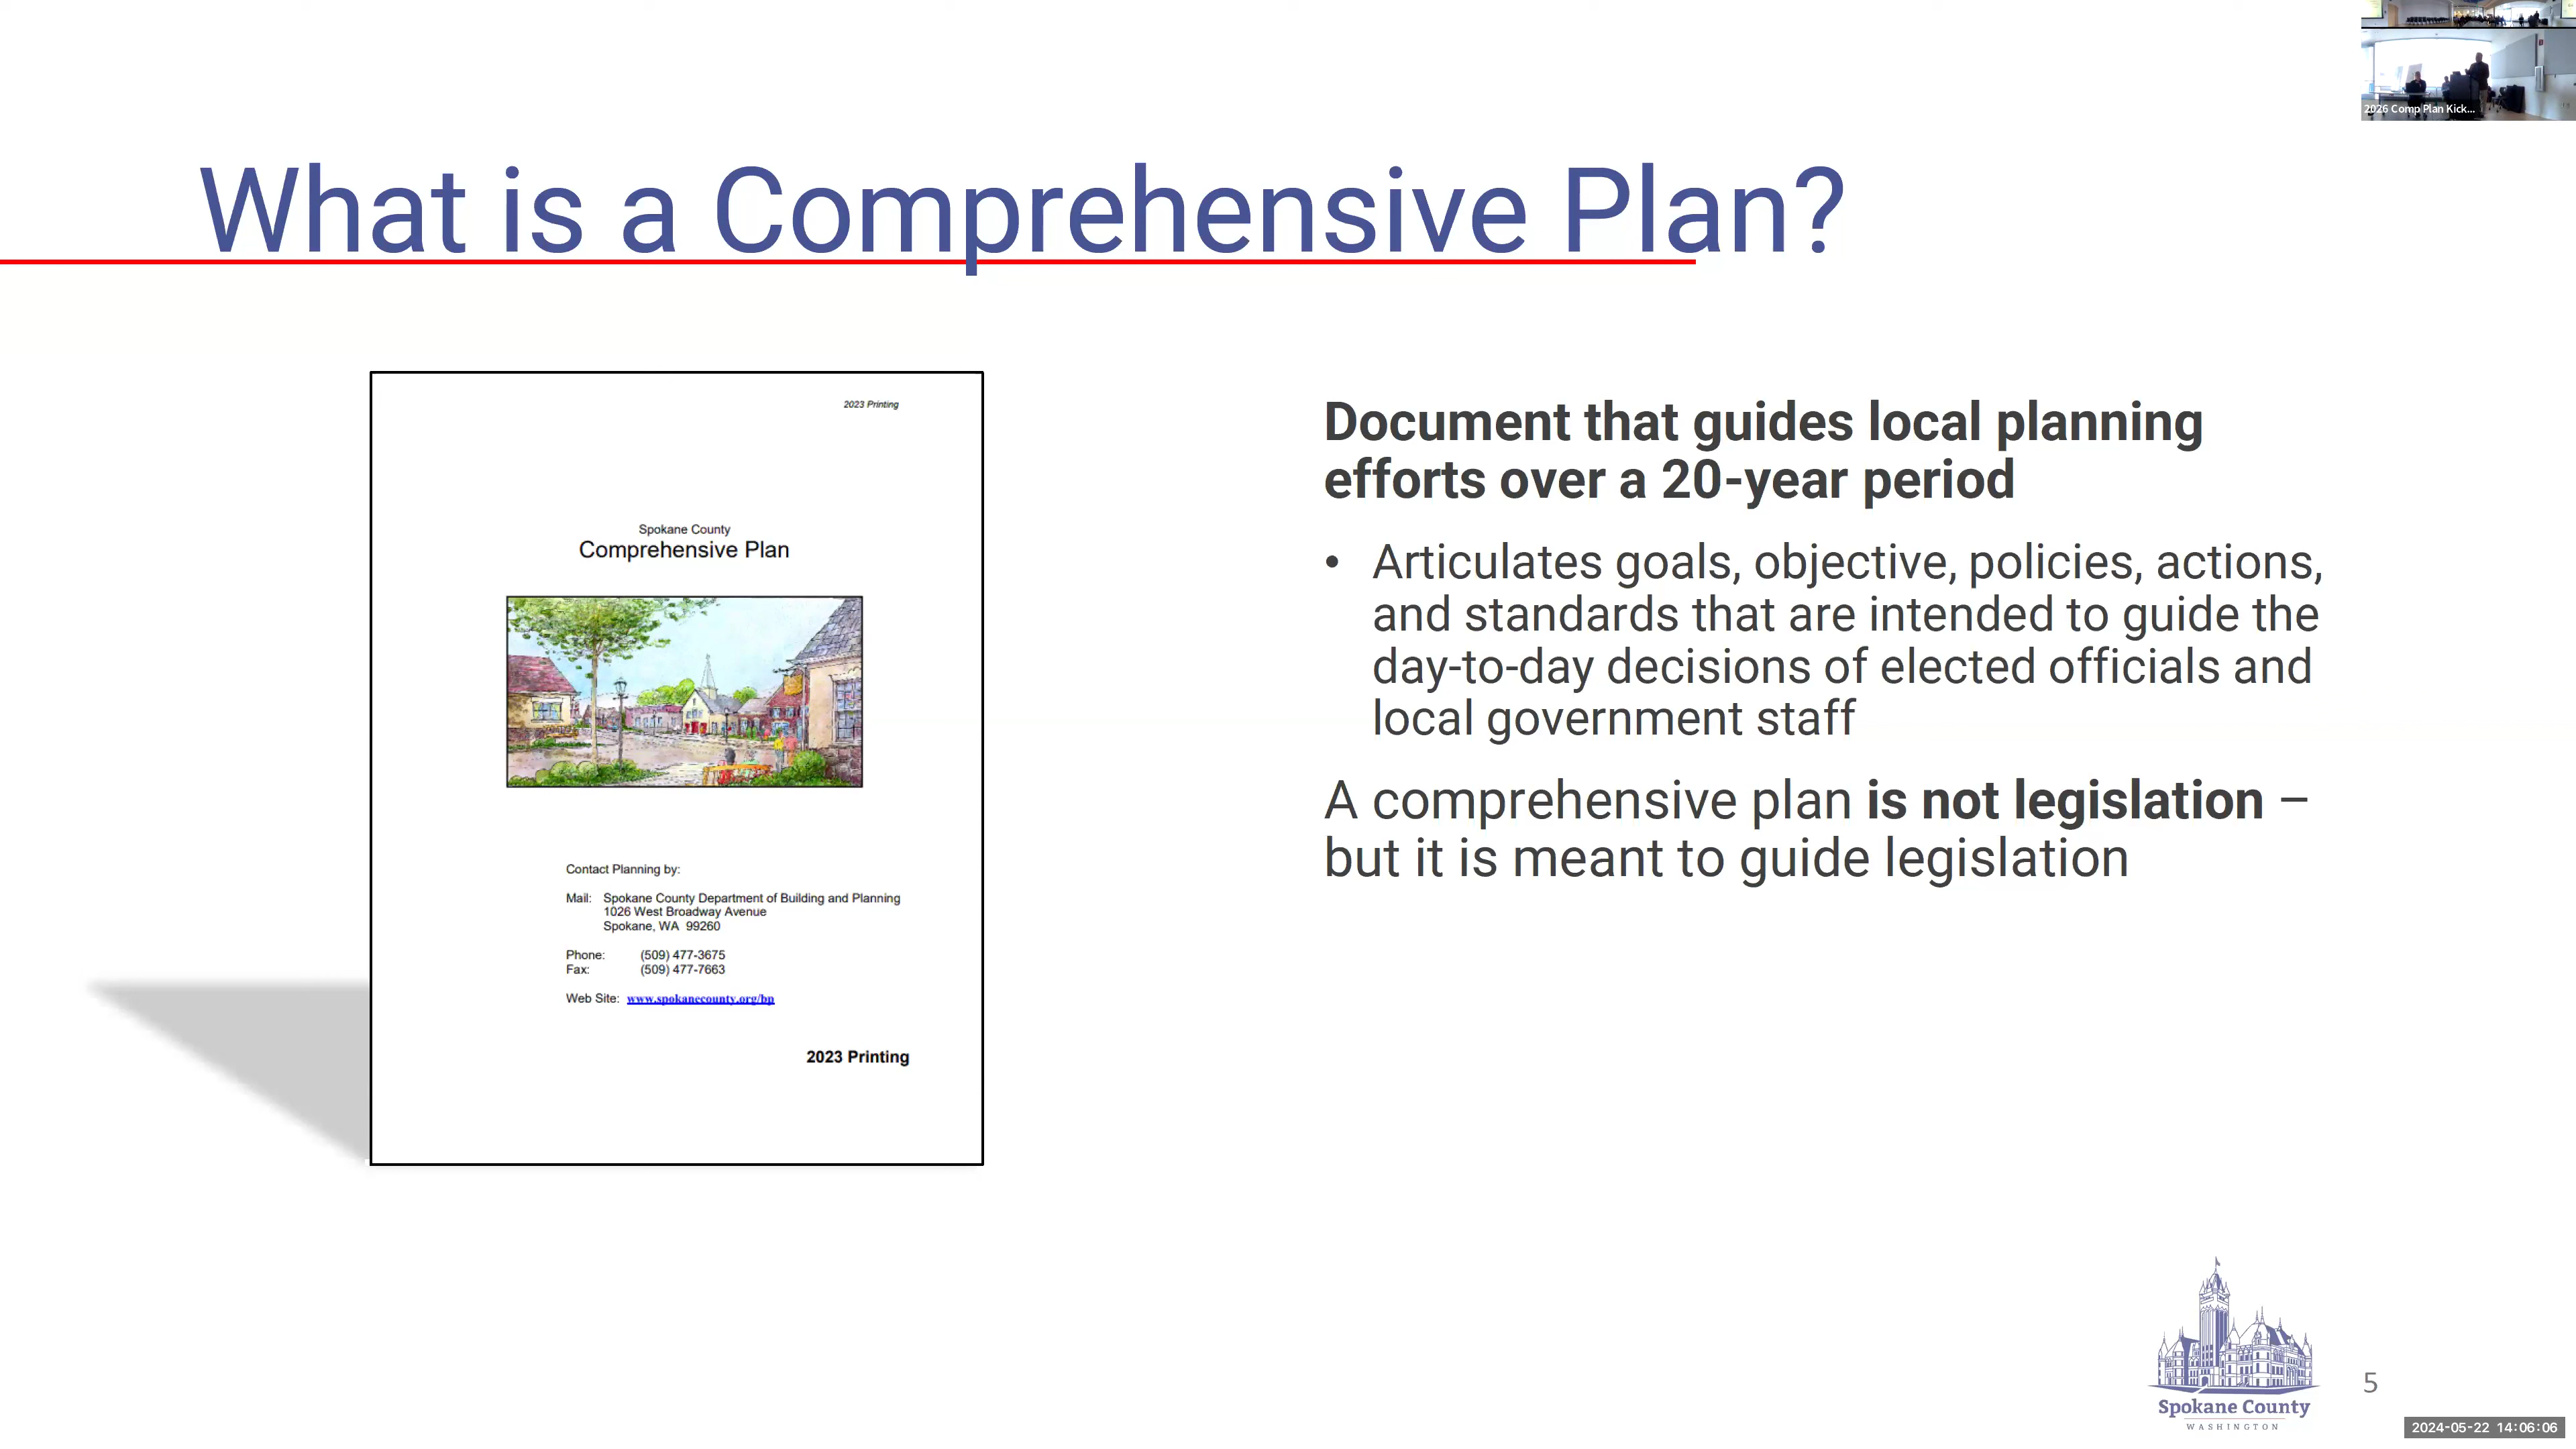 2026 Comp Plan Kick...
What is a Comprehensive Plan?
2023 Printing
Spokane County
Comprehensive Plan
Contact Planning by:
Mail: Spokane County Department of Building and Planning
1026 West Broadway Avenue
Spokane, WA 99260
Phone: (509) 477-3675
Fax: (509) 477-7663
Web Site: www.spokanecounty.org/bp
2023 Printing
Document that guides local planning
efforts over a 20-year period
• Articulates goals, objective, policies, actions,
and standards that are intended to guide the
day-to-day decisions of elected officials and
local government staff
A comprehensive plan is not legislation –
but it is meant to guide legislation
Spokane County
WASHINGTON
5
2024-05-22 14:06:06